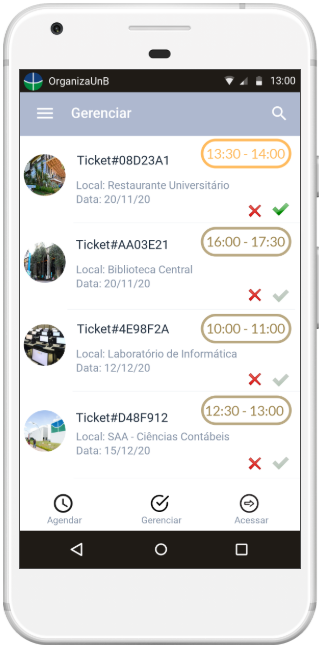 OrganizaUnB 13:00
Gerenciar
Ticket#08D23A1 13:30 - 14:00
Local: Restaurante Universitário
Data: 20/11/20
Ticket#AA03E21 16:00 - 17:30
Local: Biblioteca Central
Data: 20/11/20
Ticket#4E98F2A 10:00 - 11:00
Local: Laboratório de Informática
Data: 12/12/20
Ticket#D48F912 12:30 - 13:00
Local: SAA - Ciências Contábeis
Data: 15/12/20
Agendar Gerenciar Acessar